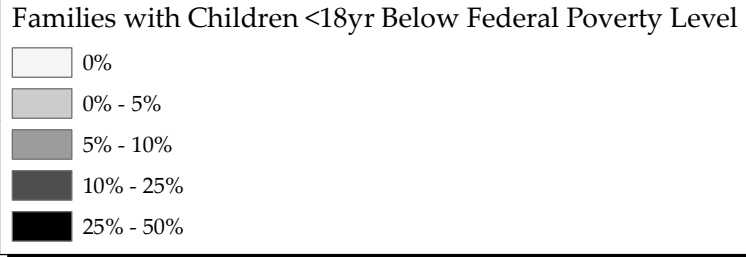 Families with Children <18yr Below Federal Poverty Level
0%
0% - 5%
5% - 10%
10% - 25%
25% - 50%